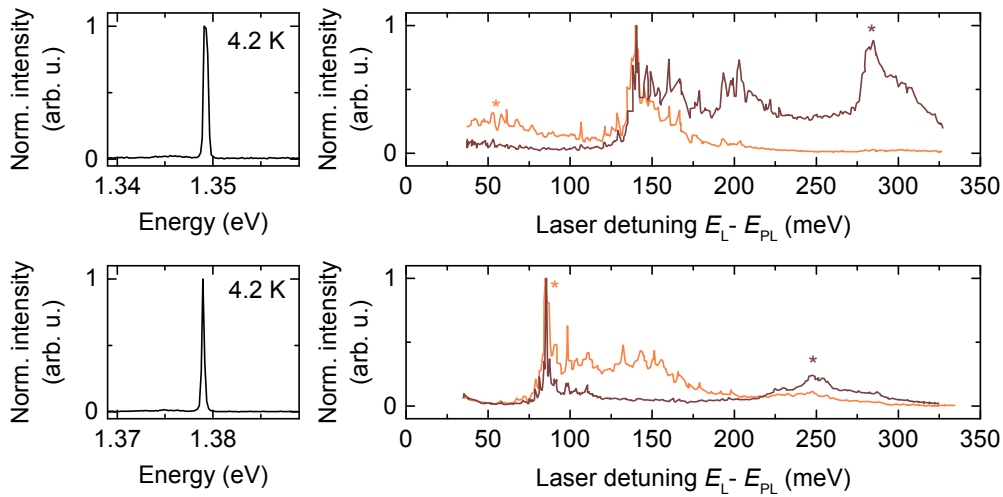 Norm. intensity
(arb. u.)
1
0
4.2 K
1.34
1.35
Energy (eV)
Norm. intensity
(arb. u.)
1
0
*
*
0
50
100
150
200
250
300
350
Laser detuning E_L- E_PL (meV)
Norm. intensity
(arb. u.)
1
0
4.2 K
1.37
1.38
Energy (eV)
Norm. intensity
(arb. u.)
1
0
*
*
0
50
100
150
200
250
300
350
Laser detuning E_L- E_PL (meV)